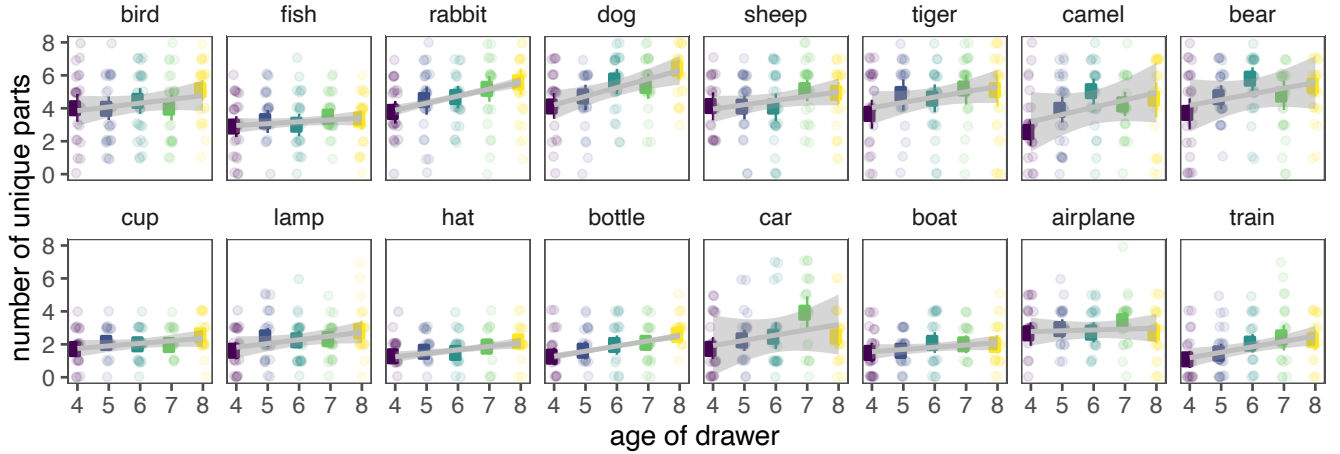 bird fish rabbit dog sheep tiger camel bear
number of unique parts
8
6
4
2
0
cup lamp hat bottle car boat airplane train
8
6
4
2
0
4 5 6 7 8 4 5 6 7 8 4 5 6 7 8 4 5 6 7 8 4 5 6 7 8 4 5 6 7 8 4 5 6 7 8 4 5 6 7 8
age of drawer